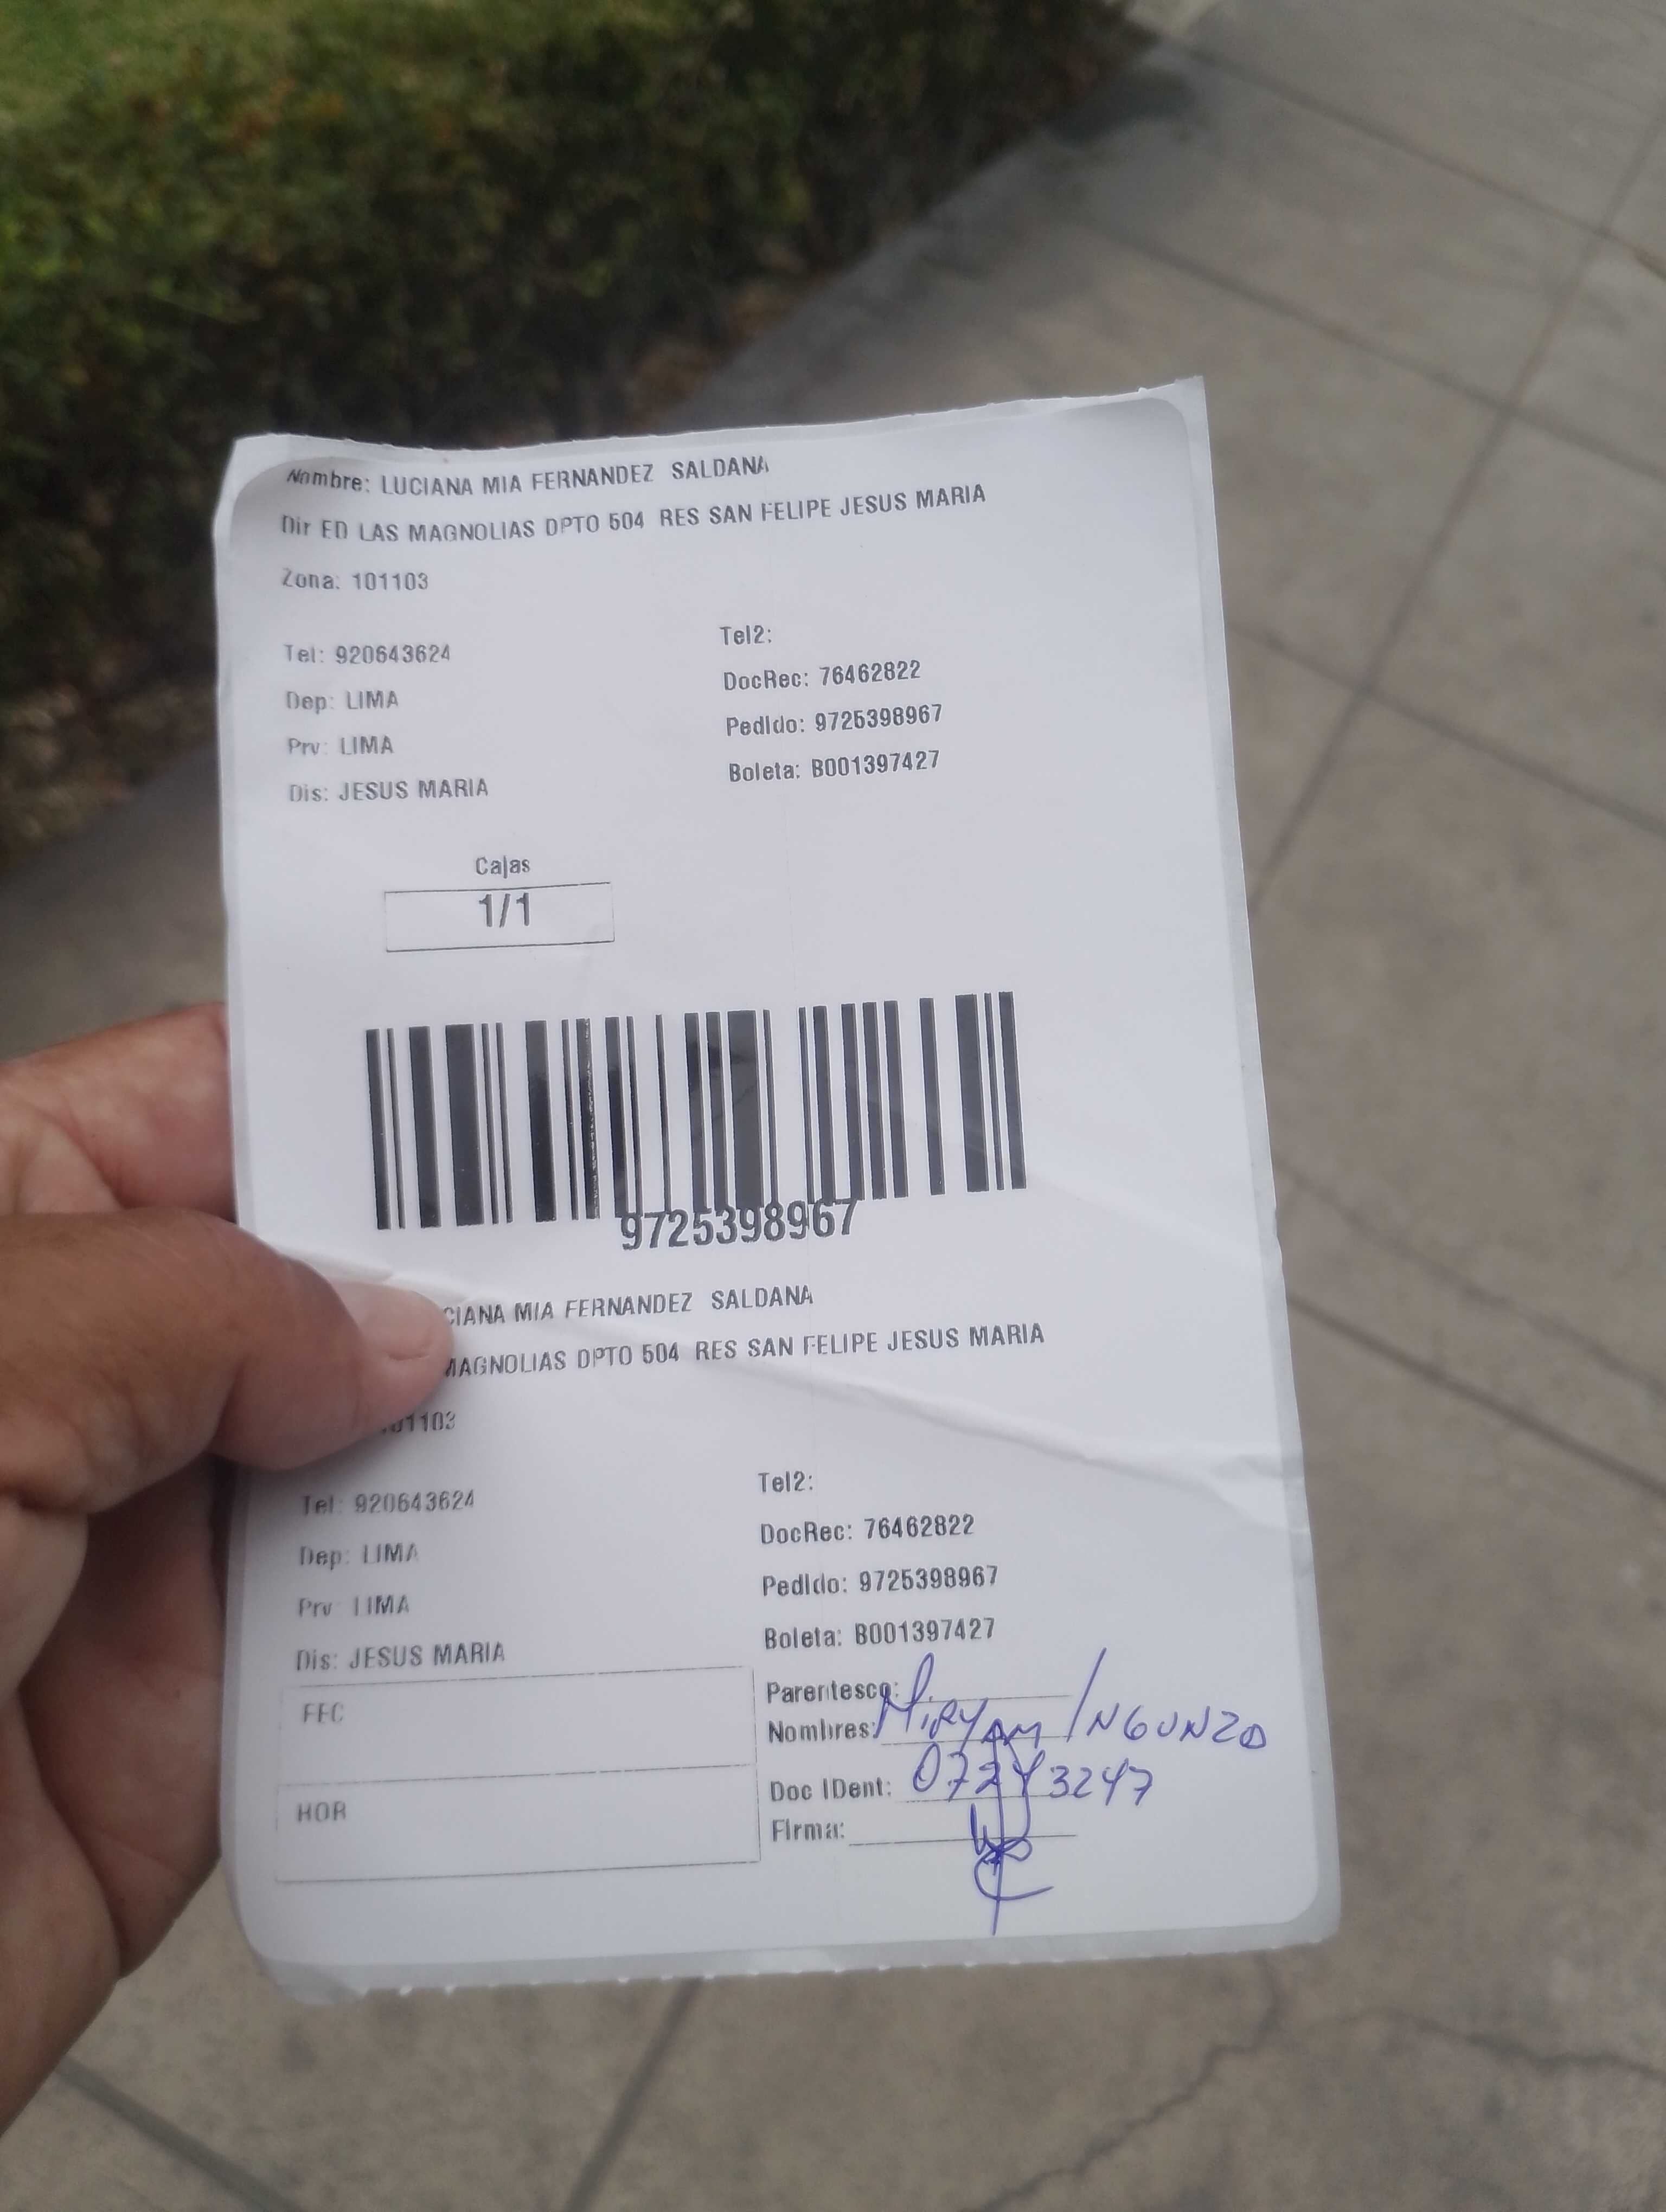 Nombre: LUCIANA MIA FERNANDEZ SALDANA
Dir ED LAS MAGNOLIAS DPTO 504 RES SAN FELIPE JESUS MARIA
Zona: 101103
Tel: 920643624
Tel2:
Dep: LIMA
DocRec: 76462822
Prv: LIMA
Pedido: 9725398967
Dis: JESUS MARIA
Boleta: B001397427
Cajas
1/1
9725398967
CIANA MIA FERNANDEZ SALDANA
MAGNOLIAS DPTO 504 RES SAN FELIPE JESUS MARIA
01103
Tel: 920643624
Tel2:
Dep: LIMA
DocRec: 76462822
Prv: LIMA
Pedido: 9725398967
Dis: JESUS MARIA
Boleta: B001397427
FEC
Parentesco:
Nombres: MIRYAM INGUNZA
HOR
Doc IDent: 07243247
Firma: